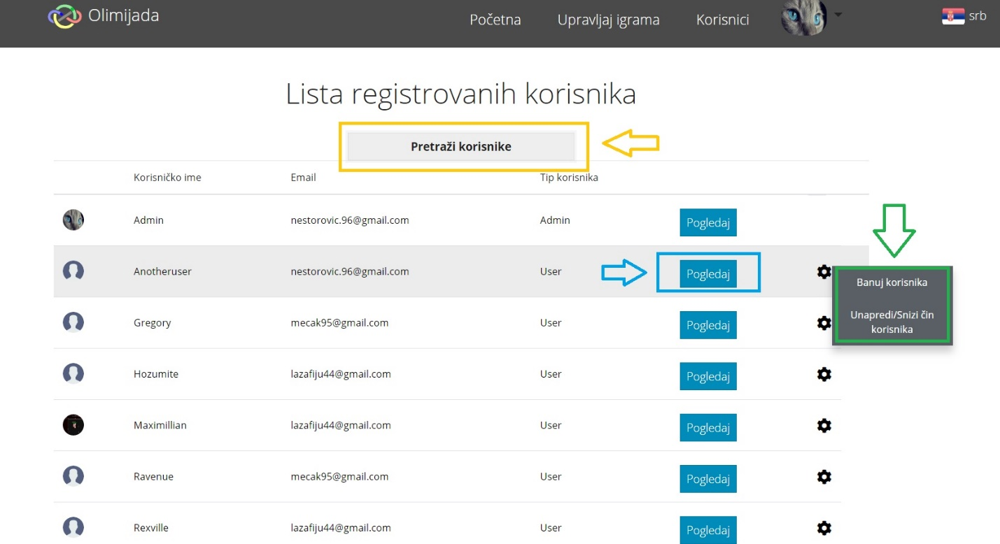 Olimijada Početna Upravljaj igrama Korisnici srb
Lista registrovanih korisnika
Pretraži korisnike
Korisničko ime Email Tip korisnika
Admin nestorovic.96@gmail.com Admin Pogledaj
Anotheruser nestorovic.96@gmail.com User Pogledaj
Banuj korisnika
Unapredi/Snizi čin
korisnika
Gregory mecak95@gmail.com User Pogledaj
Hozumite lazafiju44@gmail.com User Pogledaj
Maximillian lazafiju44@gmail.com User Pogledaj
Ravenue mecak95@gmail.com User Pogledaj
Rexville lazafiju44@gmail.com User Pogledaj